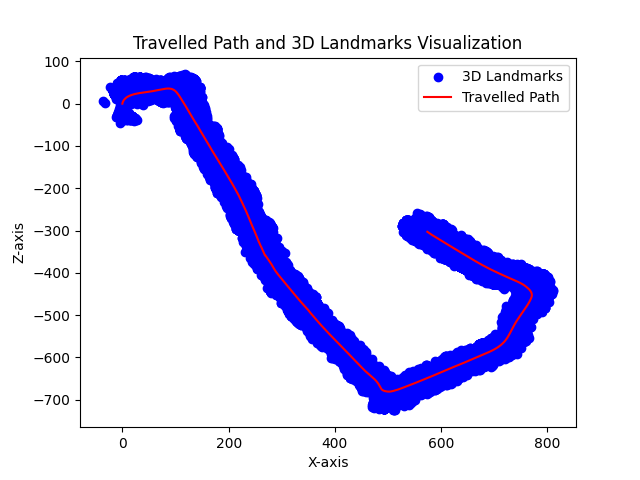 Travelled Path and 3D Landmarks Visualization
3D Landmarks
Travelled Path
100
0
−100
−200
−300
−400
−500
−600
−700
Z-axis
0 200 400 600 800
X-axis